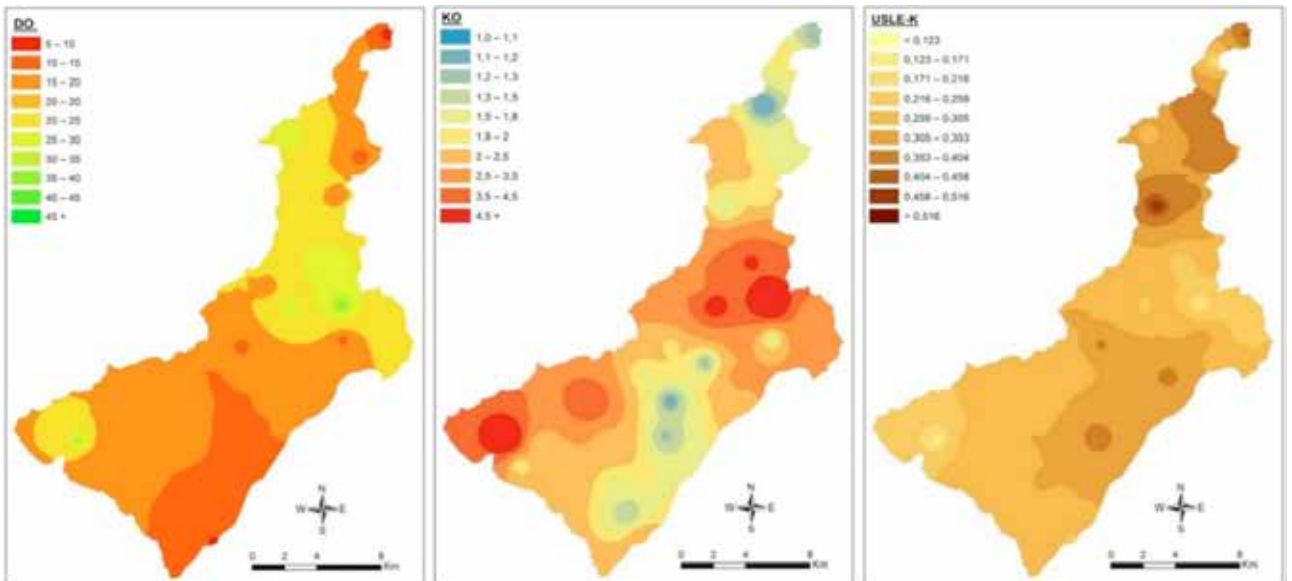 DO
5 – 10
10 – 15
15 – 20
20 – 20
20 – 25
25 – 30
30 – 35
35 – 40
40 – 45
45 +
N
W E
S
0 2 4 8
Km
KO
1,0 – 1,1
1,1 – 1,2
1,2 – 1,3
1,3 – 1,5
1,5 – 1,8
1,8 – 2
2 – 2,5
2,5 – 3,5
3,5 – 4,5
4,5 +
N
W E
S
0 2 4 8
Km
USLE-K
< 0,123
0,123 – 0,171
0,171 – 0,216
0,216 – 0,259
0,259 – 0,305
0,305 – 0,353
0,353 – 0,404
0,404 – 0,458
0,458 – 0,516
> 0,516
N
W E
S
0 2 4 8
Km